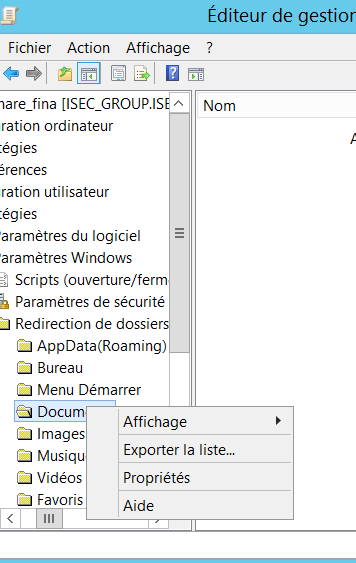 Éditeur de gestion
Fichier Action Affichage ?
hare_fina [ISEC_GROUP.ISE
Nom
ration ordinateur
tégies
érences
ration utilisateur
tégies
Paramètres du logiciel
Paramètres Windows
Scripts (ouverture/ferm
Paramètres de sécurité
Redirection de dossiers
AppData(Roaming)
Bureau
Menu Démarrer
Docum
Images
Musiqu
Vidéos
Favoris
Affichage
Exporter la liste...
Propriétés
Aide